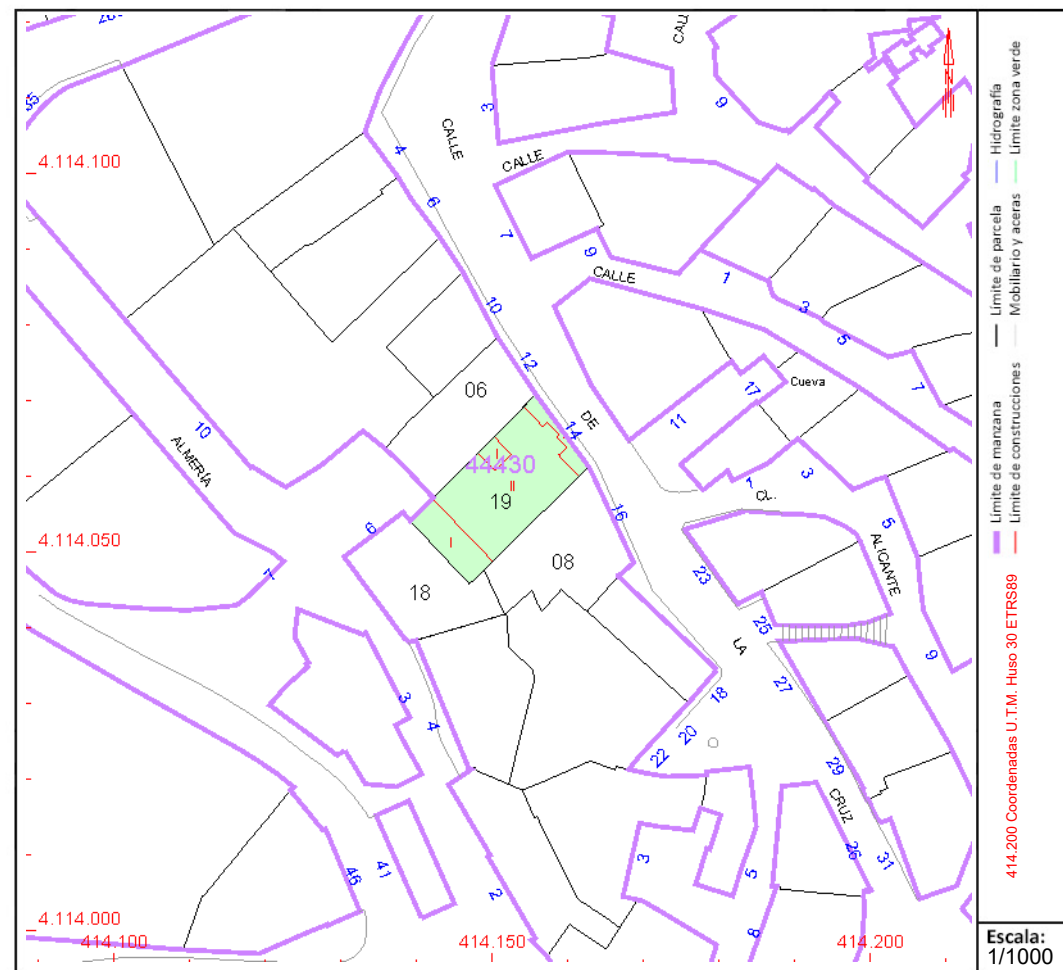 CALLE
9
3
4.114.100
4
CALLE
CALLE
6
7
9
CALLE
1
3
5
10
12
7
Cueva
17
06
DE
11
14
10
ALMERÍA
44430
I
II
19
1
3
CL.
16
5
4.114.050
6
I
08
ALICANTE
7
18
23
25
LA
9
3
4
18
27
20
22
29
CRUZ
26
31
3
5
41
46
2
8
4.114.000
414.100
414.150
414.200
N
Hidrografía
Límite zona verde
Límite de parcela
Mobiliario y aceras
Límite de manzana
Límite de construcciones
414.200 Coordenadas U.T.M. Huso 30 ETRS89
Escala:
1/1000